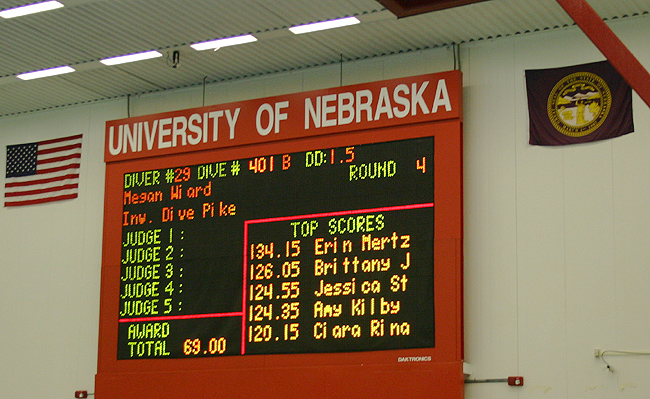 UNIVERSITY OF NEBRASKA
DIVER #29 DIVE # 401 B DD:1.5
ROUND 4
Megan Wiard
Inw. Dive Pike
JUDGE 1 :
JUDGE 2 :
JUDGE 3 :
JUDGE 4 :
JUDGE 5 :
AWARD
TOTAL 69.00
TOP SCORES
134.15 Erin Mertz
126.05 Brittany J
124.55 Jessica St
124.35 Amy Kilby
120.15 Ciara Rina
DAKTRONICS